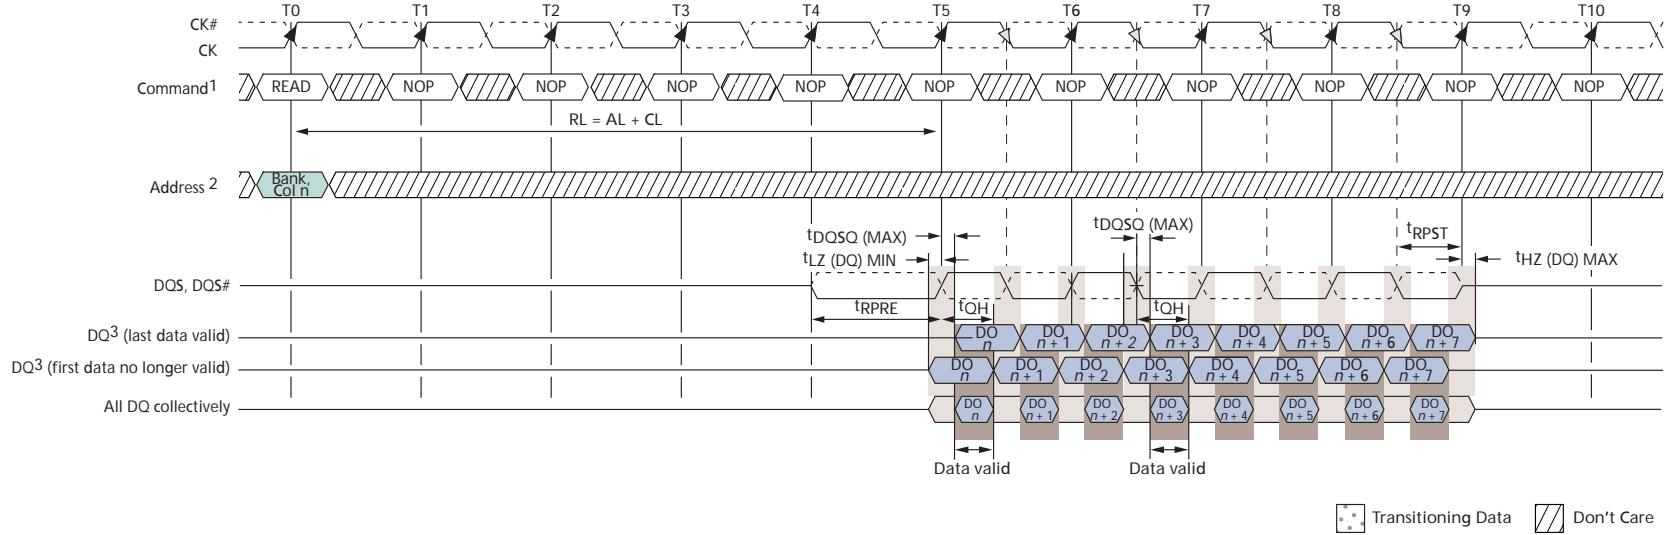 T0 T1 T2 T3 T4 T5 T6 T7 T8 T9 T10
CK#
CK
Command1 READ NOP NOP NOP NOP NOP NOP NOP NOP NOP NOP
RL = AL + CL
Address 2 Bank,
Col n
tDQSQ (MAX) tDQSQ (MAX) tRPST
tLZ (DQ) MIN tHZ (DQ) MAX
DQS, DQS#
tRPRE tQH tQH
DQ3 (last data valid) DO n DO n + 1 DO n + 2 DO n + 3 DO n + 4 DO n + 5 DO n + 6 DO n + 7
DQ3 (first data no longer valid) DO n DO n + 1 DO n + 2 DO n + 3 DO n + 4 DO n + 5 DO n + 6 DO n + 7
All DQ collectively DO n DO n + 1 DO n + 2 DO n + 3 DO n + 4 DO n + 5 DO n + 6 DO n + 7
Data valid Data valid
Transitioning Data Don't Care